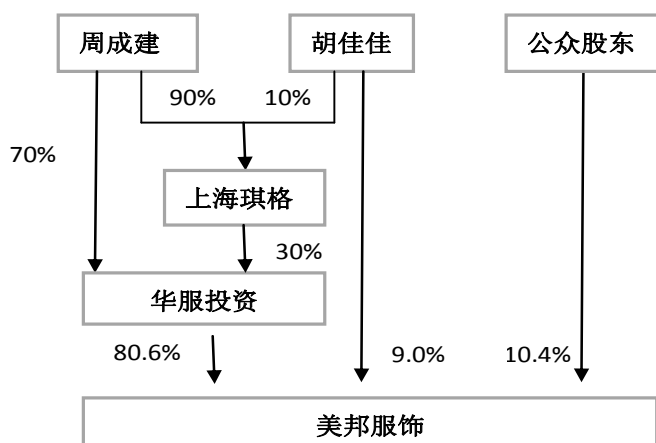 周成建
胡佳佳
公众股东
90%
10%
70%
上海琪格
30%
华服投资
80.6%
9.0%
10.4%
美邦服饰